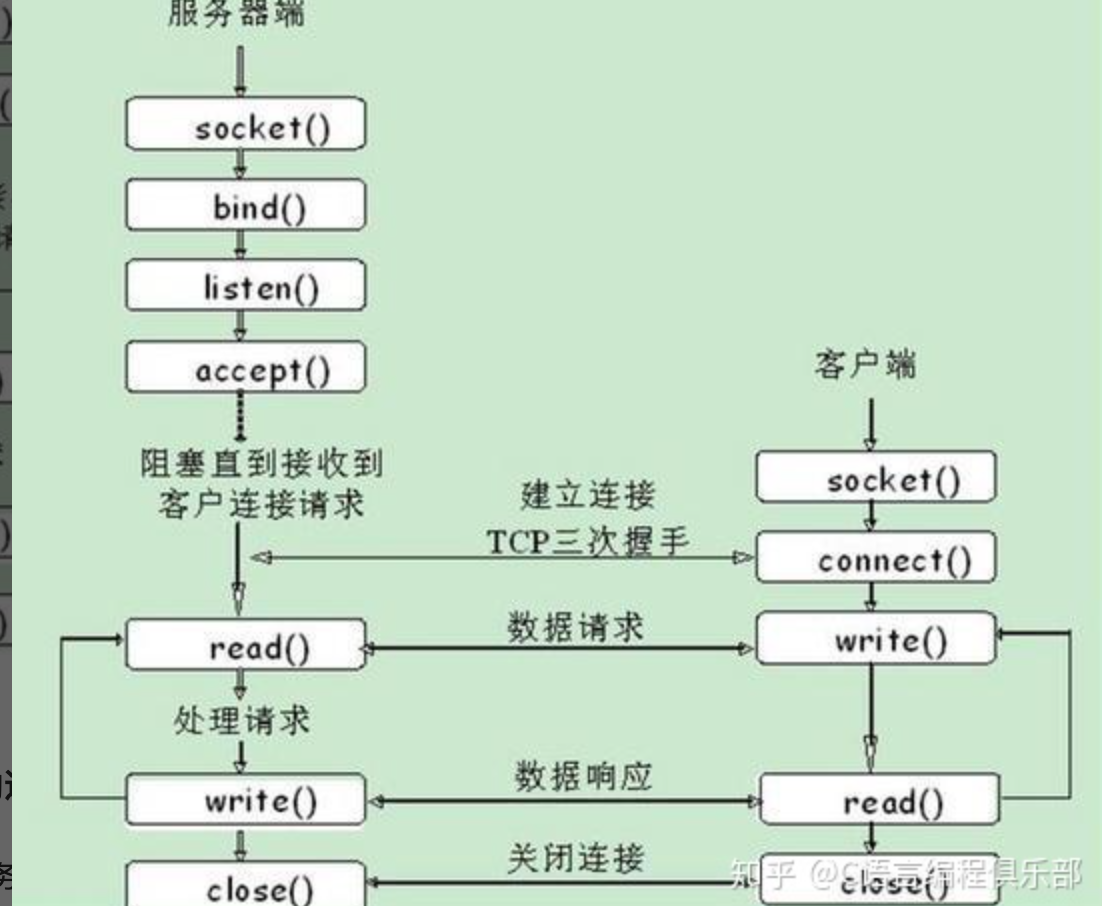 服务器端
socket()
bind()
listen()
accept()
阻塞直到接收到
客户连接请求
客户端
socket()
建立连接
TCP三次握手
connect()
read()
数据请求
write()
处理请求
write()
数据响应
read()
close()
关闭连接
close()
知乎 @C语言编程俱乐部